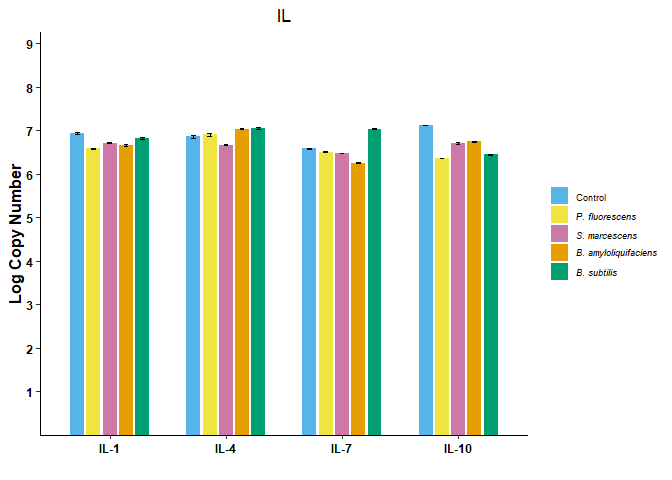 IL
Log Copy Number
9
8
7
6
5
4
3
2
1
IL-1 IL-4 IL-7 IL-10
Control
P. fluorescens
S. marcescens
B. amyloliquifaciens
B. subtilis